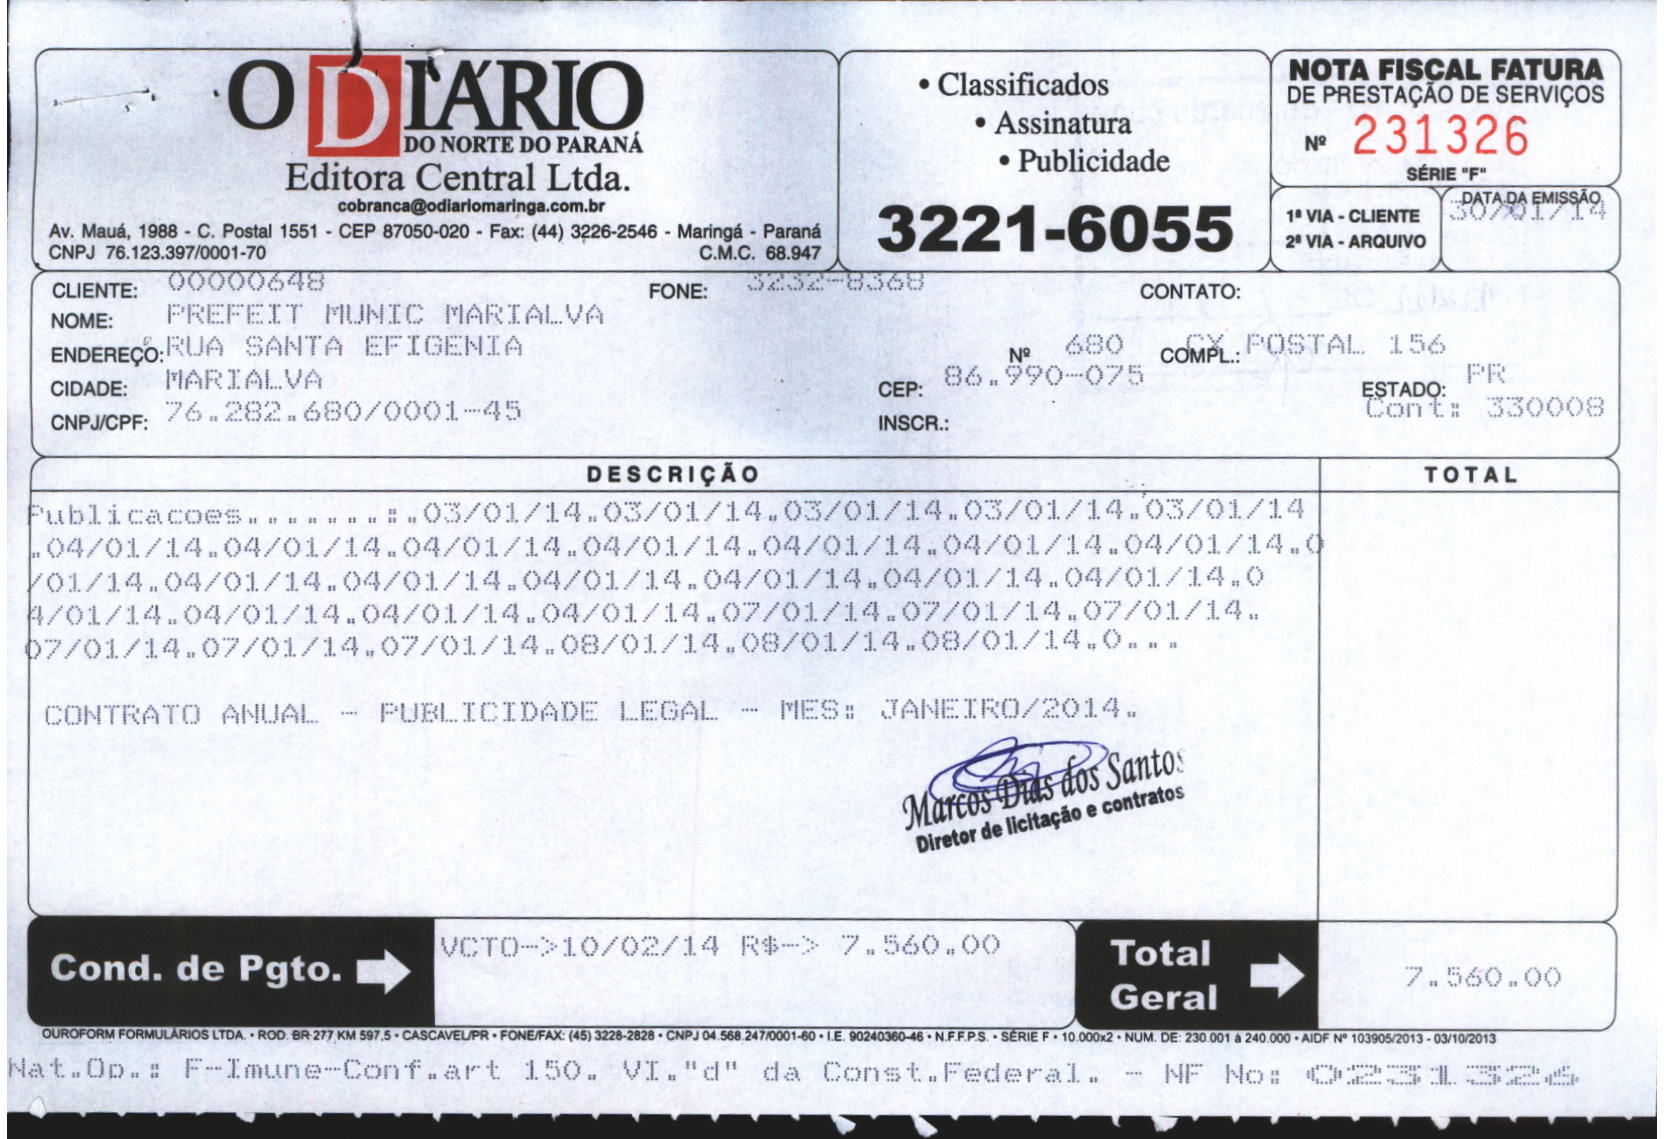 O DIÁRIO
DO NORTE DO PARANÁ
Editora Central Ltda.
cobranca@odiariomaringa.com.br
Av. Mauá, 1988 - C. Postal 1551 - CEP 87050-020 - Fax: (44) 3226-2546 - Maringá - Paraná
CNPJ 76.123.397/0001-70 C.M.C. 68.947
• Classificados
• Assinatura
• Publicidade
3221-6055
NOTA FISCAL FATURA
DE PRESTAÇÃO DE SERVIÇOS
Nº 231326
SÉRIE "F"
1ª VIA - CLIENTE
2ª VIA - ARQUIVO
DATA DA EMISSÃO
30/01/14
CLIENTE: 00000648 FONE: 3232-8368 CONTATO:
NOME: PREFEIT MUNIC MARIALVA
ENDEREÇO: RUA SANTA EFIGENIA Nº 680 COMPL.: CX POSTAL 156
CIDADE: MARIALVA CEP: 86.990-075 ESTADO: PR
CNPJ/CPF: 76.282.680/0001-45 INSCR.: Cont: 330008
DESCRIÇÃO TOTAL
Publicacoes.......:.03/01/14.03/01/14.03/01/14.03/01/14.03/01/14
.04/01/14.04/01/14.04/01/14.04/01/14.04/01/14.04/01/14.04/01/14.0
/01/14.04/01/14.04/01/14.04/01/14.04/01/14.04/01/14.04/01/14.0
4/01/14.04/01/14.04/01/14.04/01/14.07/01/14.07/01/14.07/01/14.
07/01/14.07/01/14.07/01/14.08/01/14.08/01/14.08/01/14.0...
CONTRATO ANUAL - PUBLICIDADE LEGAL - MES: JANEIRO/2014.
Marcos Dias dos Santos
Diretor de licitação e contratos
Cond. de Pgto. VCTO->10/02/14 R$-> 7.560.00
Total Geral 7.560.00
OUROFORM FORMULÁRIOS LTDA. • ROD. BR 277 KM 597,5 • CASCAVEL/PR • FONE/FAX: (45) 3228-2828 • CNPJ 04.568.247/0001-60 • I.E. 90240360-46 • N.F.F.P.S. • SÉRIE F • 10.000x2 • NUM. DE: 230.001 à 240.000 • AIDF Nº 103905/2013 - 03/10/2013
Nat.Op.: F-Imune-Conf.art 150. VI."d" da Const.Federal. - NF No: 0231326